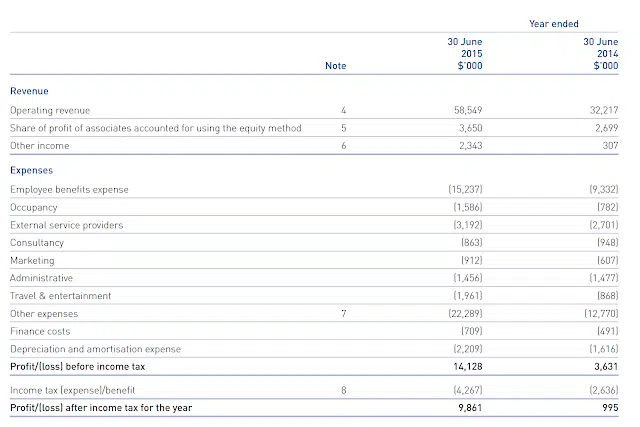 Year ended
30 June 30 June
2015 2014
Note $'000 $'000
Revenue
Operating revenue 4 58,549 32,217
Share of profit of associates accounted for using the equity method 5 3,650 2,699
Other income 6 2,343 307
Expenses
Employee benefits expense (15,237) (9,332)
Occupancy (1,586) (782)
External service providers (3,192) (2,701)
Consultancy (863) (948)
Marketing (912) (607)
Administrative (1,456) (1,477)
Travel & entertainment (1,961) (868)
Other expenses 7 (22,289) (12,770)
Finance costs (709) (491)
Depreciation and amortisation expense (2,209) (1,616)
Profit/(loss) before income tax 14,128 3,631
Income tax (expense)/benefit 8 (4,267) (2,636)
Profit/(loss) after income tax for the year 9,861 995